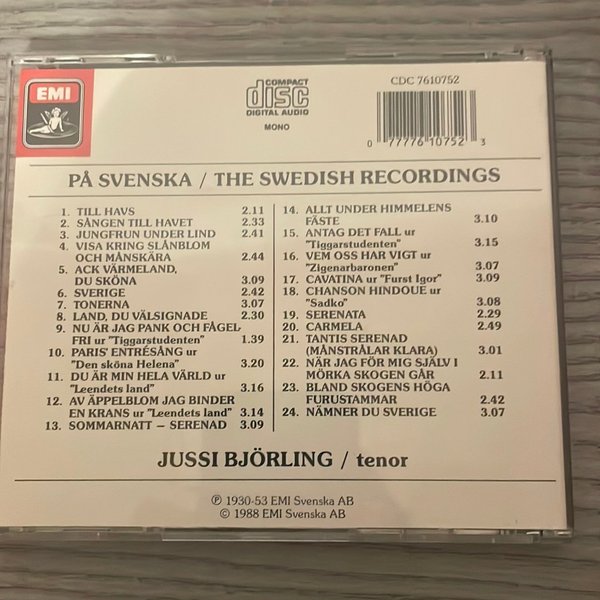 EMI
COMPACT
disc
DIGITAL AUDIO
MONO
CDC 7610752
0 77776 10752 3
PÅ SVENSKA / THE SWEDISH RECORDINGS
1. TILL HAVS 2.11
2. SÅNGEN TILL HAVET 2.33
3. JUNGFRUN UNDER LIND 2.41
4. VISA KRING SLÅNBLOM
OCH MÅNSKÄRA 2.44
5. ACK VÄRMELAND,
DU SKÖNA 3.09
6. SVERIGE 2.42
7. TONERNA 3.07
8. LAND, DU VÄLSIGNADE 2.30
9. NU ÄR JAG PANK OCH FÅGEL-
FRI ur "Tiggarstudenten" 1.39
10. PARIS' ENTRÉSÅNG ur
"Den sköna Helena" 3.20
11. DU ÄR MIN HELA VÄRLD ur
"Leendets land" 3.16
12. AV ÄPPELBLOM JAG BINDER
EN KRANS ur "Leendets land" 3.14
13. SOMMARNATT – SERENAD 3.09
14. ALLT UNDER HIMMELENS
FÄSTE 3.10
15. ANTAG DET FALL ur
"Tiggarstudenten" 3.15
16. VEM OSS HAR VIGT ur
"Zigenarbaronen" 3.07
17. CAVATINA ur "Furst Igor" 3.09
18. CHANSON HINDOUE ur
"Sadko" 3.08
19. SERENATA 2.29
20. CARMELA 2.49
21. TANTIS SERENAD
(MÅNSTRÅLAR KLARA) 3.01
22. NÄR JAG FÖR MIG SJÄLV I
MÖRKA SKOGEN GÅR 2.11
23. BLAND SKOGENS HÖGA
FURUSTAMMAR 2.42
24. NÄMNER DU SVERIGE 3.07
JUSSI BJÖRLING / tenor
℗ 1930-53 EMI Svenska AB
© 1988 EMI Svenska AB